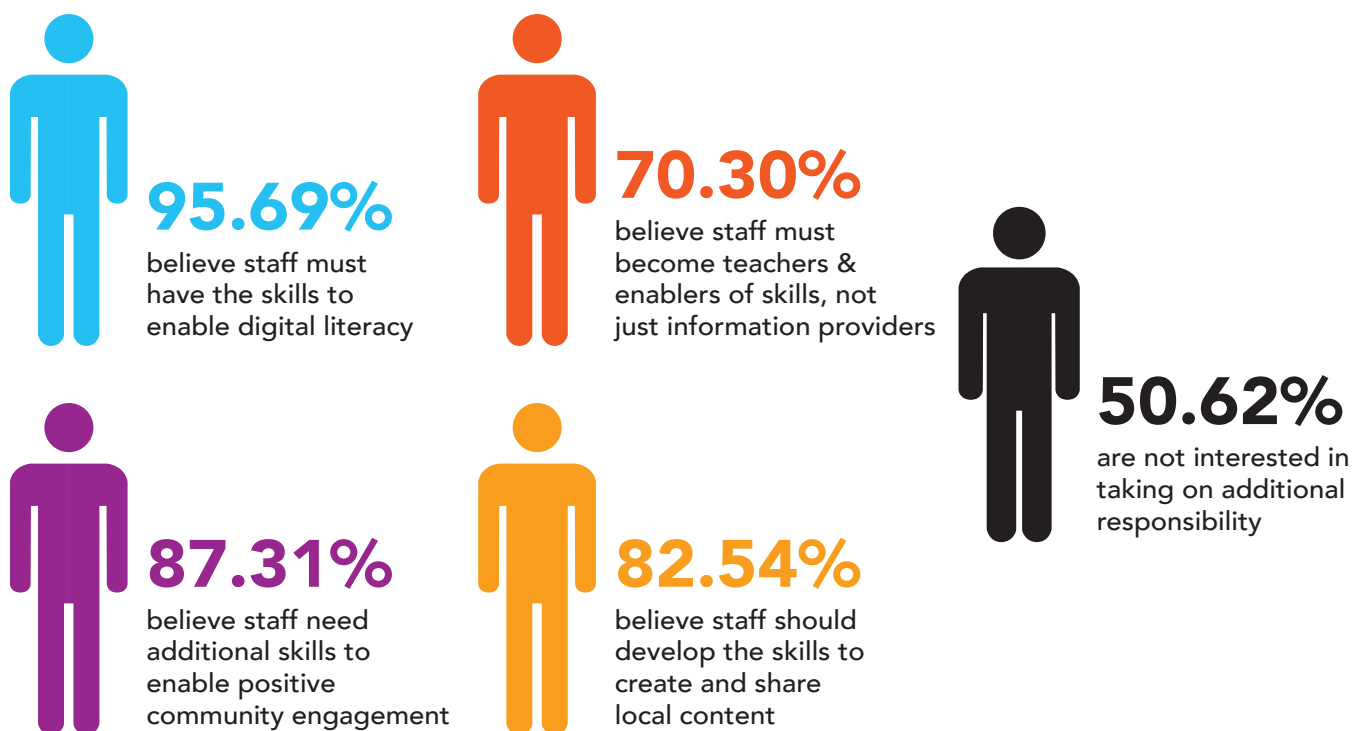 95.69%
believe staff must
have the skills to
enable digital literacy
70.30%
believe staff must
become teachers &
enablers of skills, not
just information providers
87.31%
believe staff need
additional skills to
enable positive
community engagement
82.54%
believe staff should
develop the skills to
create and share
local content
50.62%
are not interested in
taking on additional
responsibility